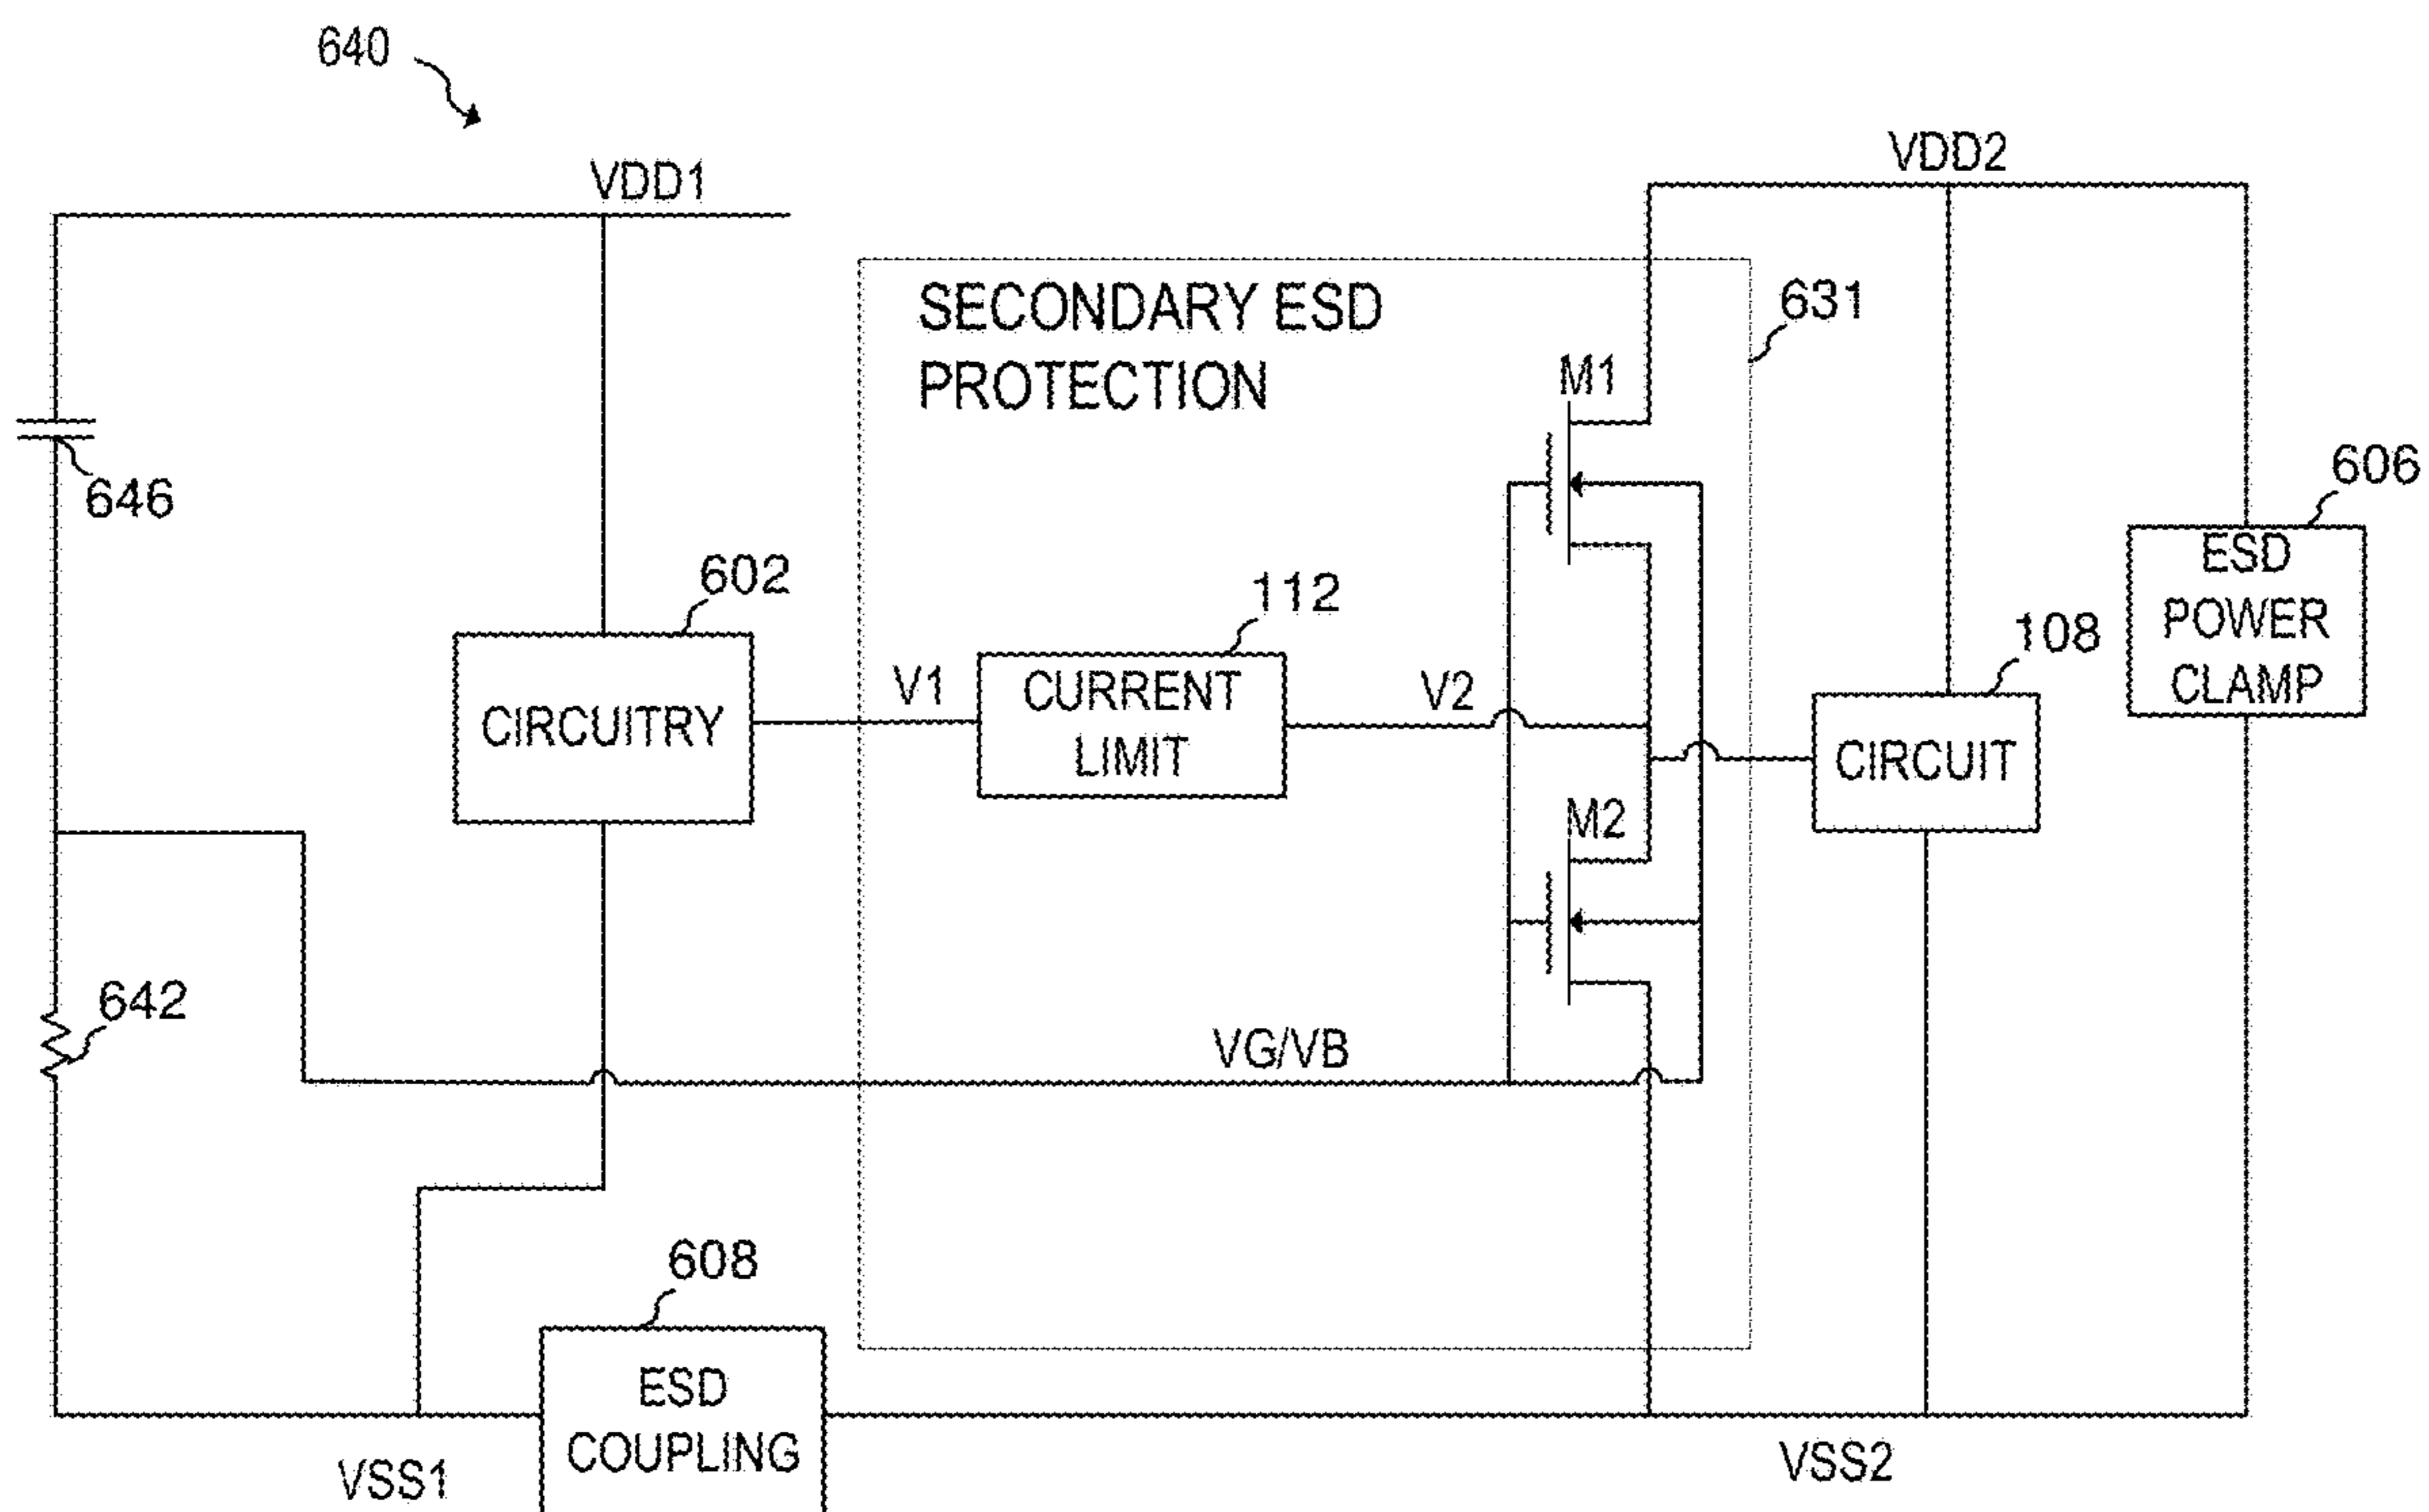 640
VDD1
VDD2
SECONDARY ESD
PROTECTION
631
M1
646
606
ESD
POWER
CLAMP
602
112
108
CIRCUITRY
V1
CURRENT
LIMIT
V2
CIRCUIT
M2
642
VG/VB
608
ESD
COUPLING
VSS1
VSS2